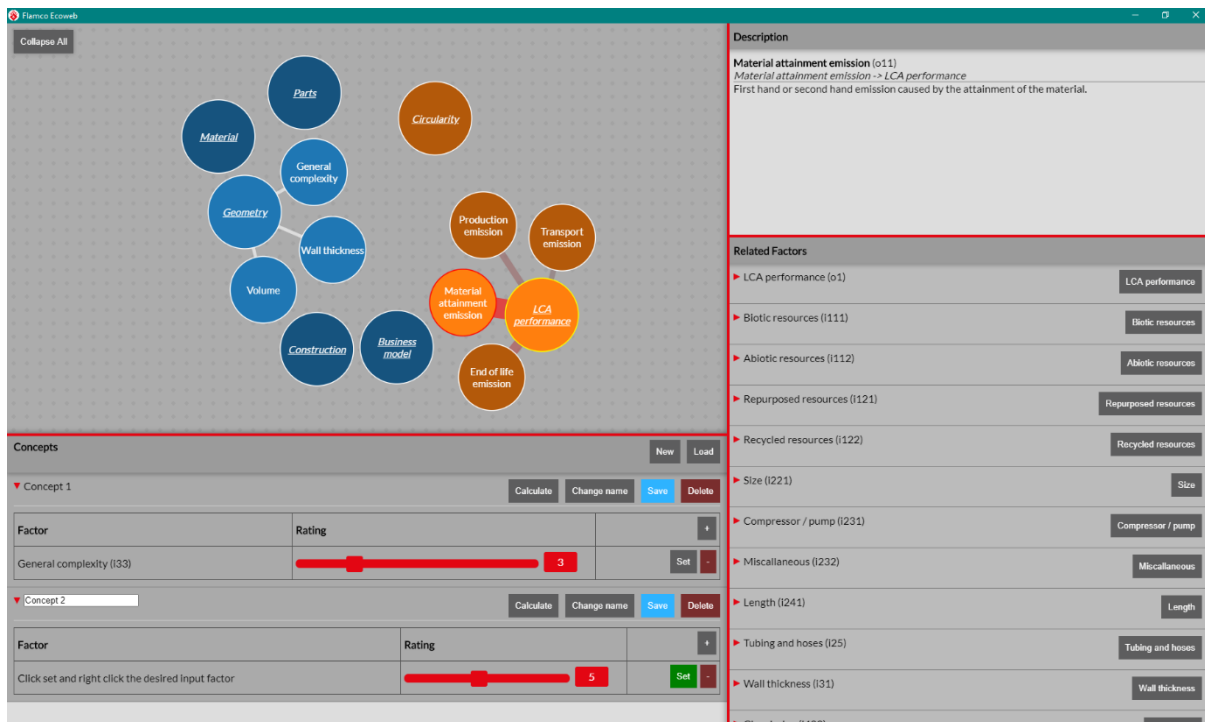 Flamco Ecoweb
Collapse All
Parts
Circularity
Material
General
complexity
Geometry
Production
emission
Transport
emission
Wall thickness
Volume
Material
attainment
emission
LCA
performance
Construction
Business
model
End of life
emission
Description
Material attainment emission (o11)
Material attainment emission -> LCA performance
First hand or second hand emission caused by the attainment of the material.
Related Factors
LCA performance (o1) LCA performance
Biotic resources (i111) Biotic resources
Abiotic resources (i112) Abiotic resources
Repurposed resources (i121) Repurposed resources
Recycled resources (i122) Recycled resources
Size (i221) Size
Compressor / pump (i231) Compressor / pump
Miscallaneous (i232) Miscallaneous
Length (i241) Length
Tubing and hoses (i25) Tubing and hoses
Wall thickness (i31) Wall thickness
Concepts New Load
Concept 1 Calculate Change name Save Delete
Factor Rating +
General complexity (i33) 3 Set -
Concept 2 Calculate Change name Save Delete
Factor Rating +
Click set and right click the desired input factor 5 Set -